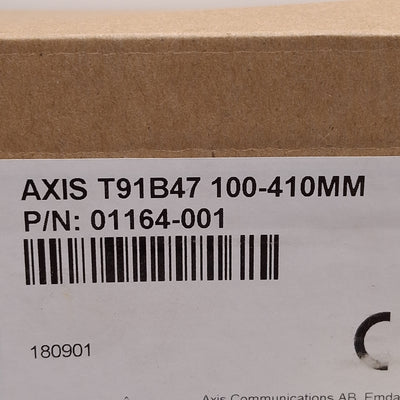 AXIS T91B47 100-410MM
P/N: 01164-001
180901
Axis Communications AB, Emda